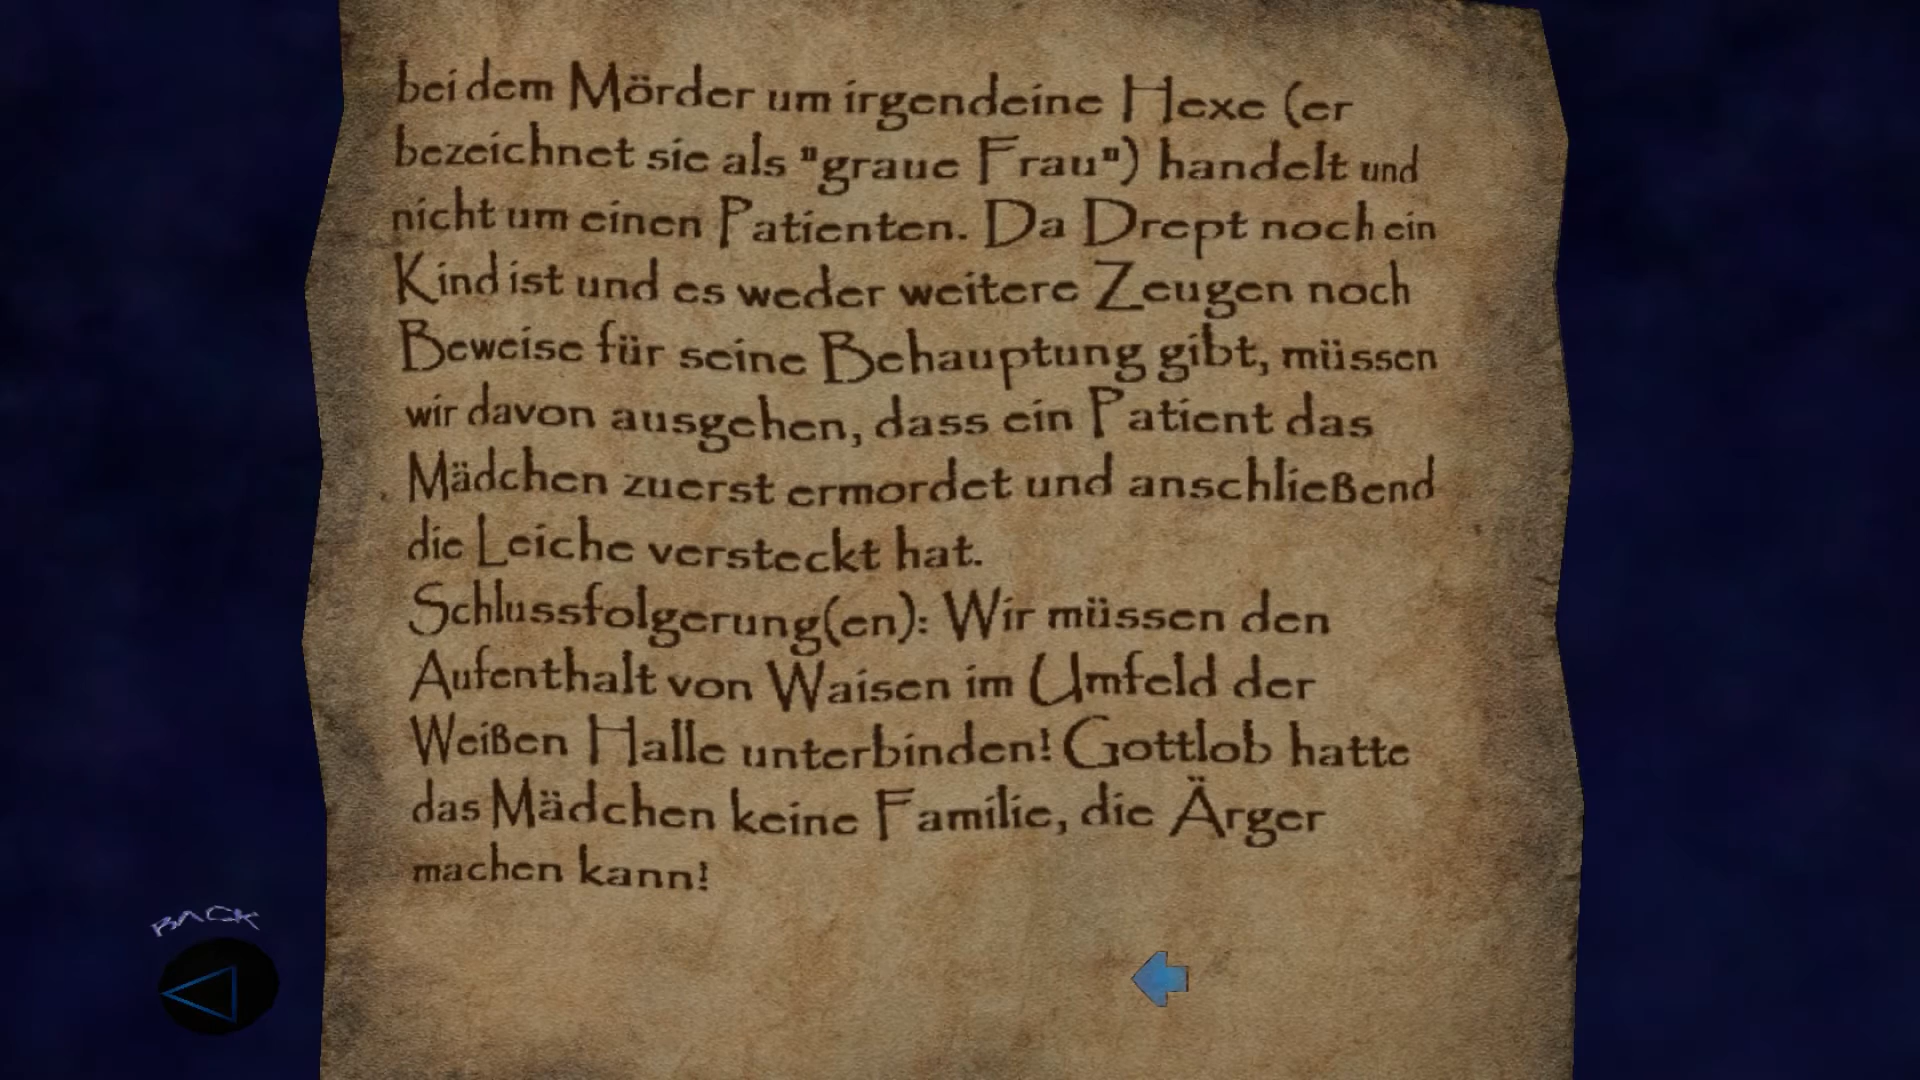 bei dem Mörder um irgendeine Hexe (er
bezeichnet sie als "graue Frau") handelt und
nicht um einen Patienten. Da Drept noch ein
Kind ist und es weder weitere Zeugen noch
Beweise für seine Behauptung gibt, müssen
wir davon ausgehen, dass ein Patient das
Mädchen zuerst ermordet und anschließend
die Leiche versteckt hat.
Schlussfolgerung(en): Wir müssen den
Aufenthalt von Waisen im Umfeld der
Weißen Halle unterbinden! Gottlob hatte
das Mädchen keine Familie, die Ärger
machen kann!
BACK